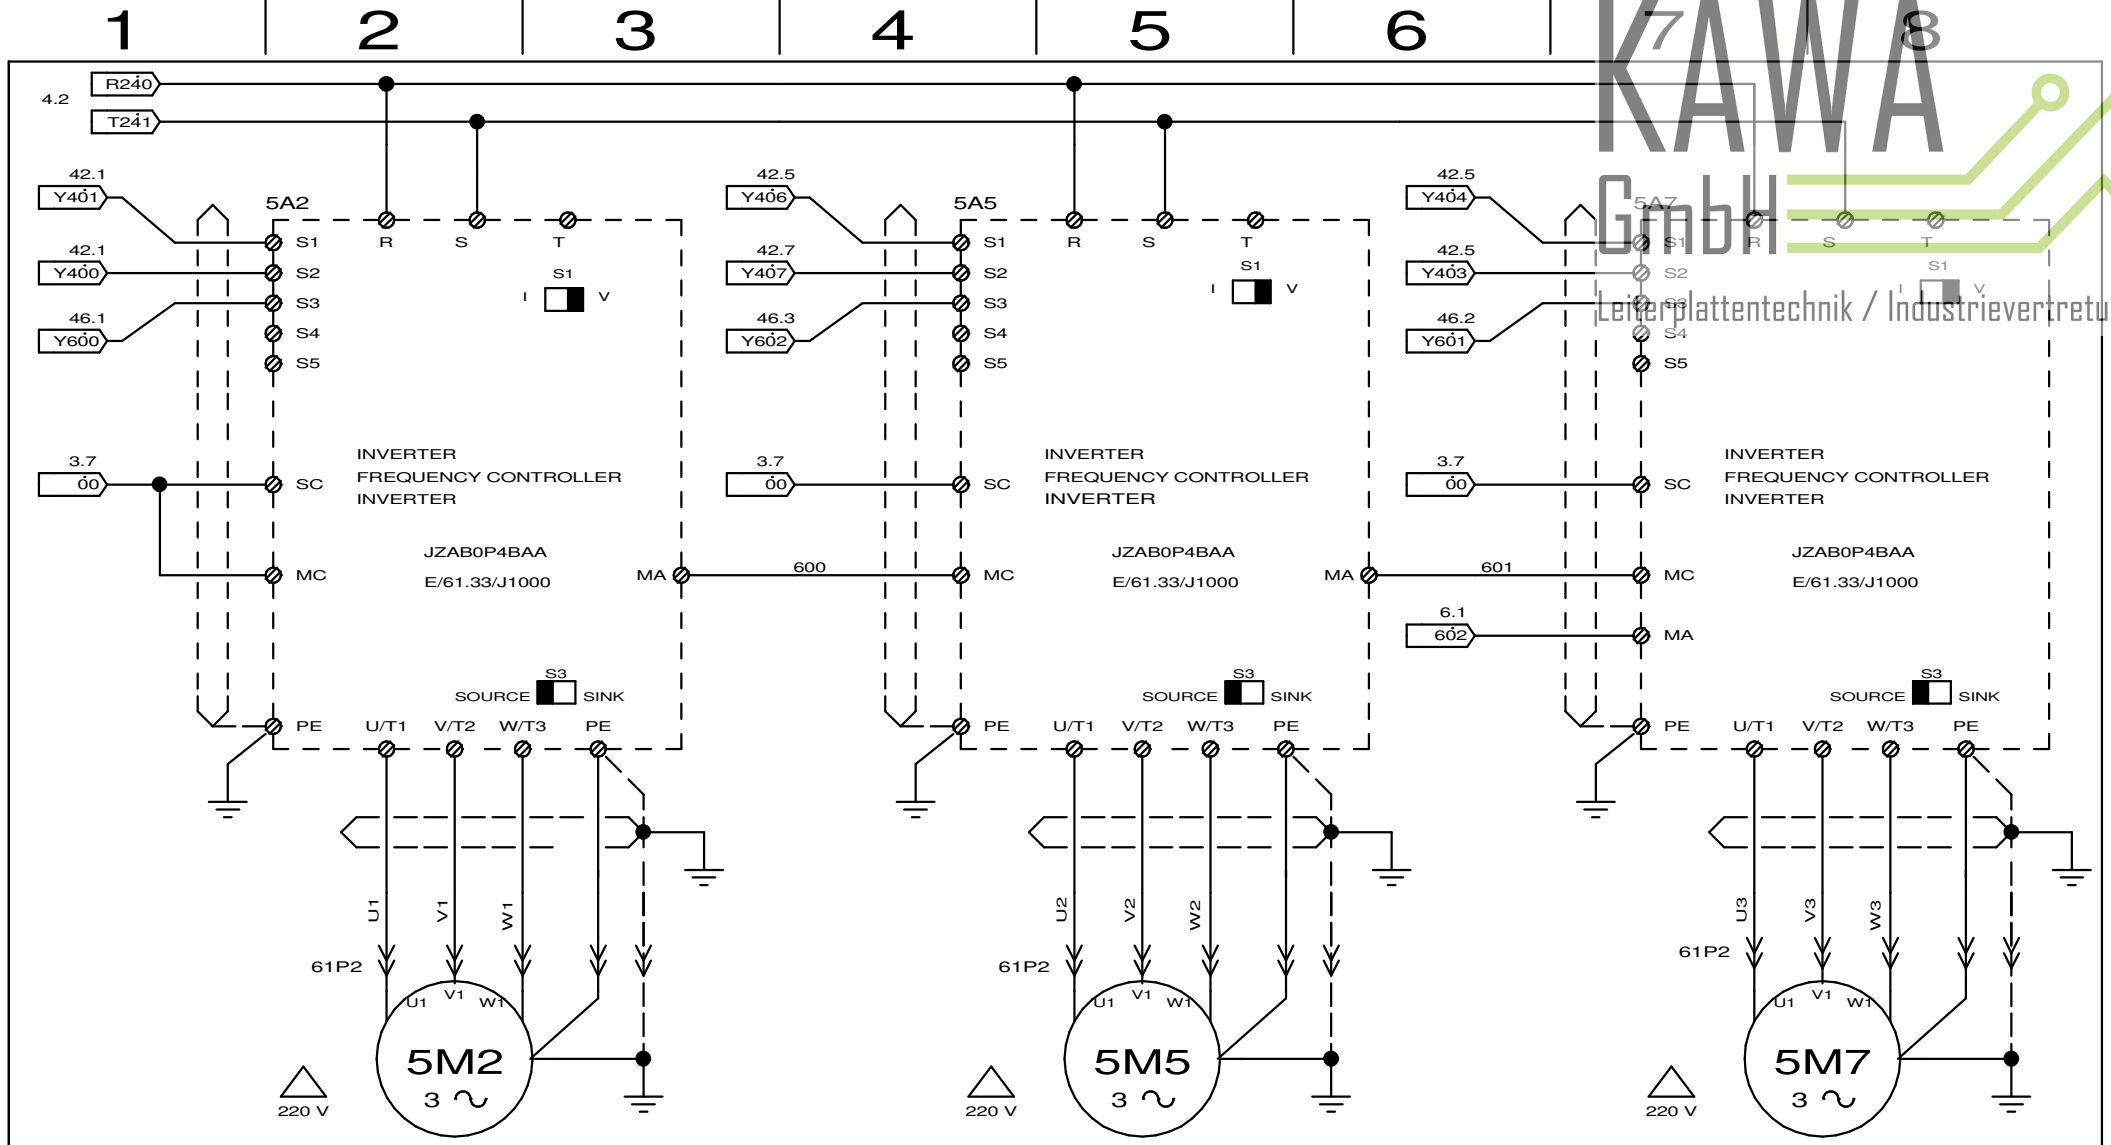 1 2 3 4 5 6 7 8
KAWA
GmbH
Leiterplattentechnik / Industrievertretu
4.2
R240
T241
42.1
Y401
42.1
Y400
46.1
Y600
3.7
00
5A2
R S T
S1
S2
S3
S4
S5
S1
I V
INVERTER
FREQUENCY CONTROLLER
INVERTER
JZAB0P4BAA
E/61.33/J1000
SC
MC
MA
600
S3
SOURCE SINK
PE U/T1 V/T2 W/T3 PE
U1 V1 W1
61P2
U1 V1 W1
5M2
3
220 V
42.5
Y406
42.7
Y407
46.3
Y602
3.7
00
5A5
R S T
S1
S2
S3
S4
S5
S1
I V
INVERTER
FREQUENCY CONTROLLER
INVERTER
JZAB0P4BAA
E/61.33/J1000
SC
MC
MA
601
S3
SOURCE SINK
PE U/T1 V/T2 W/T3 PE
U2 V2 W2
61P2
U1 V1 W1
5M5
3
220 V
42.5
Y404
42.5
Y403
46.2
Y601
3.7
00
6.1
602
5A7
R S T
S1
S2
S3
S4
S5
S1
I V
INVERTER
FREQUENCY CONTROLLER
INVERTER
JZAB0P4BAA
E/61.33/J1000
SC
MC
MA
S3
SOURCE SINK
PE U/T1 V/T2 W/T3 PE
U3 V3 W3
61P2
U1 V1 W1
5M7
3
220 V